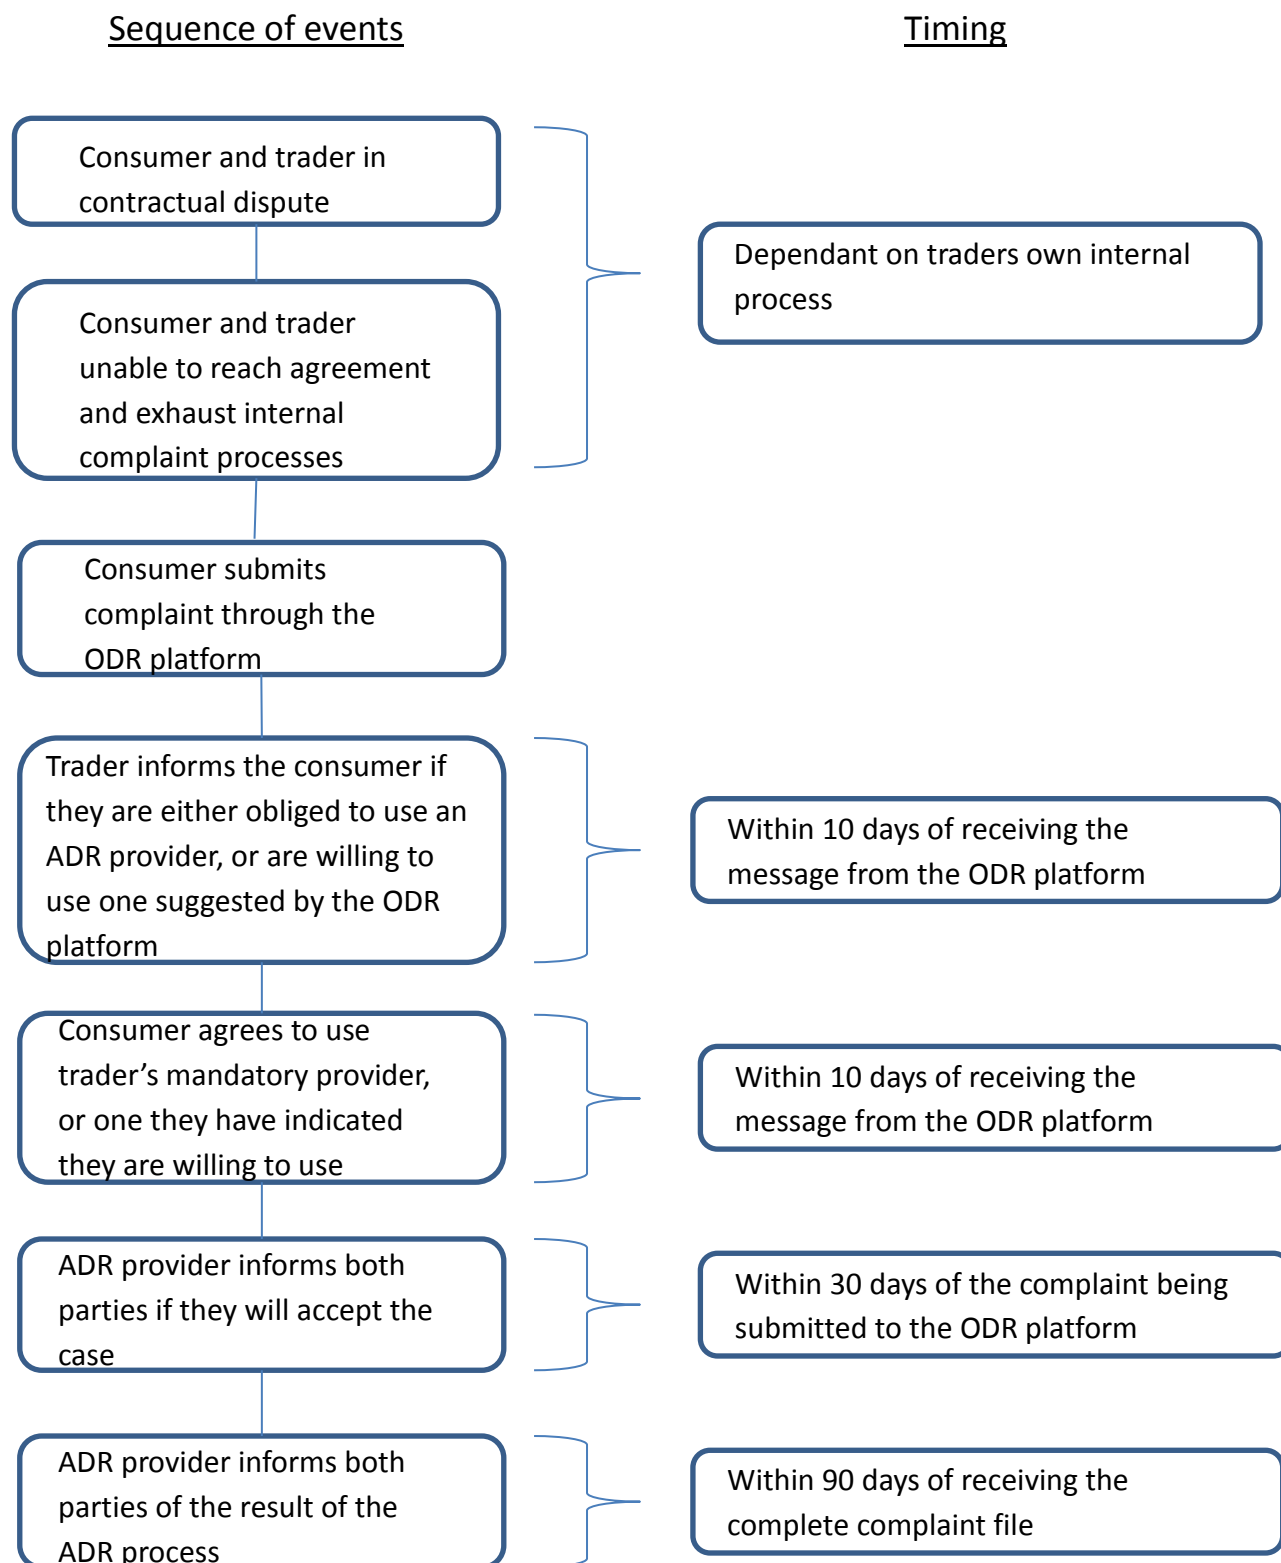 Sequence of events
Timing
Consumer and trader in
contractual dispute
Dependant on traders own internal
process
Consumer and trader
unable to reach agreement
and exhaust internal
complaint processes
Consumer submits
complaint through the
ODR platform
Trader informs the consumer if
they are either obliged to use an
ADR provider, or are willing to
use one suggested by the ODR
platform
Within 10 days of receiving the
message from the ODR platform
Consumer agrees to use
trader’s mandatory provider,
or one they have indicated
they are willing to use
Within 10 days of receiving the
message from the ODR platform
ADR provider informs both
parties if they will accept the
case
Within 30 days of the complaint being
submitted to the ODR platform
ADR provider informs both
parties of the result of the
ADR process
Within 90 days of receiving the
complete complaint file